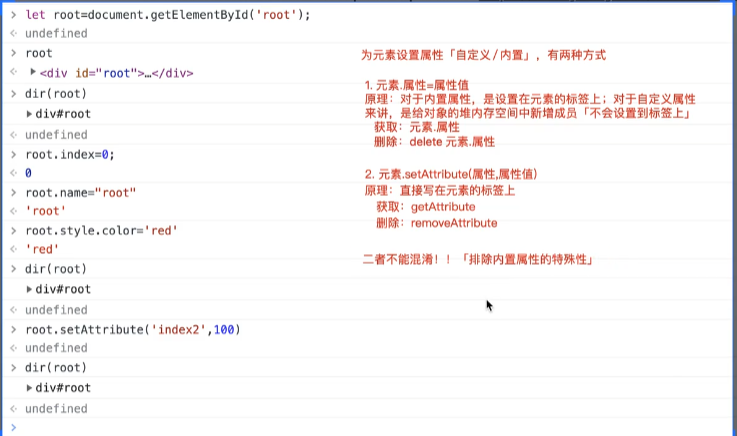 > let root=document.getElementById('root');
<· undefined
> root
<· ▶<div id="root">…</div>
> dir(root)
▶div#root
<· undefined
> root.index=0;
<· 0
> root.name="root"
<· 'root'
> root.style.color='red'
<· 'red'
> dir(root)
▶div#root
<· undefined
> root.setAttribute('index2',100)
<· undefined
> dir(root)
▶div#root
<· undefined
>
为元素设置属性「自定义/内置」，有两种方式
1. 元素.属性=属性值
原理：对于内置属性，是设置在元素的标签上；对于自定义属性
来讲，是给对象的堆内存空间中新增成员「不会设置到标签上」
获取：元素.属性
删除：delete 元素.属性
2. 元素.setAttribute(属性,属性值)
原理：直接写在元素的标签上
获取：getAttribute
删除：removeAttribute
二者不能混淆！！「排除内置属性的特殊性」